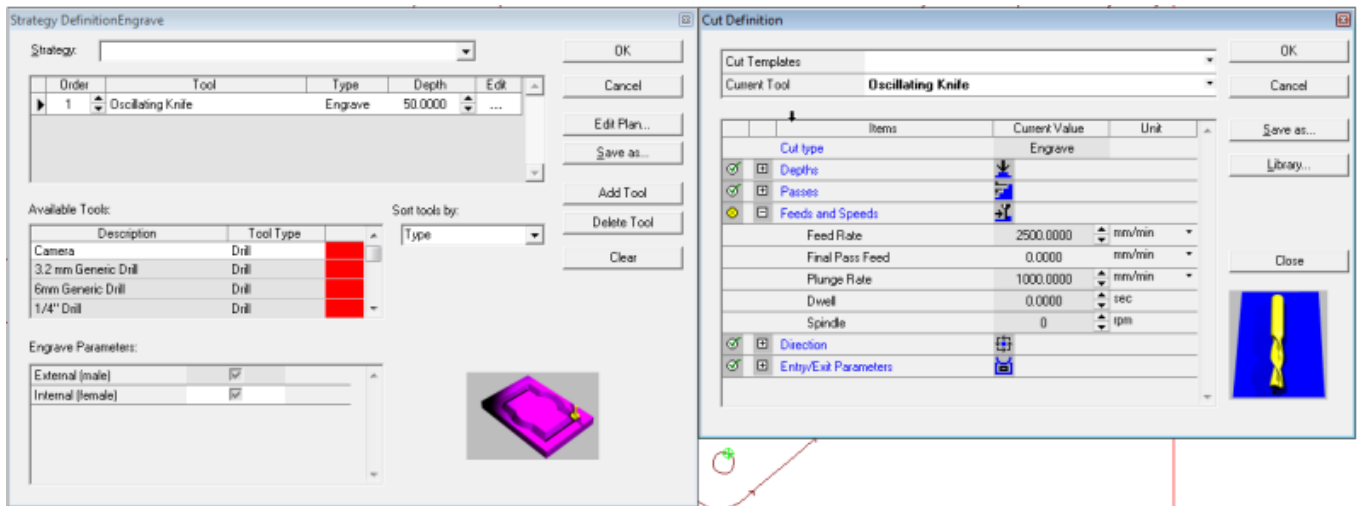 Strategy DefinitionEngrave
Strategy:
OK
Order Tool Type Depth Edit
1 Oscillating Knife Engrave 50.0000 ...
Cancel
Edit Plan...
Save as...
Add Tool
Delete Tool
Clear
Available Tools:
Sort tools by:
Type
Description Tool Type
Camera Drill
3.2 mm Generic Drill Drill
6mm Generic Drill Drill
1/4" Drill Drill
Engrave Parameters:
External (male)
Internal (female)
Cut Definition
Cut Templates
Current Tool Oscillating Knife
OK
Cancel
Save as...
Library...
Close
Items Current Value Unit
Cut type Engrave
Depths
Passes
Feeds and Speeds
Feed Rate 2500.0000 mm/min
Final Pass Feed 0.0000 mm/min
Plunge Rate 1000.0000 mm/min
Dwell 0.0000 sec
Spindle 0 rpm
Direction
Entry/Exit Parameters